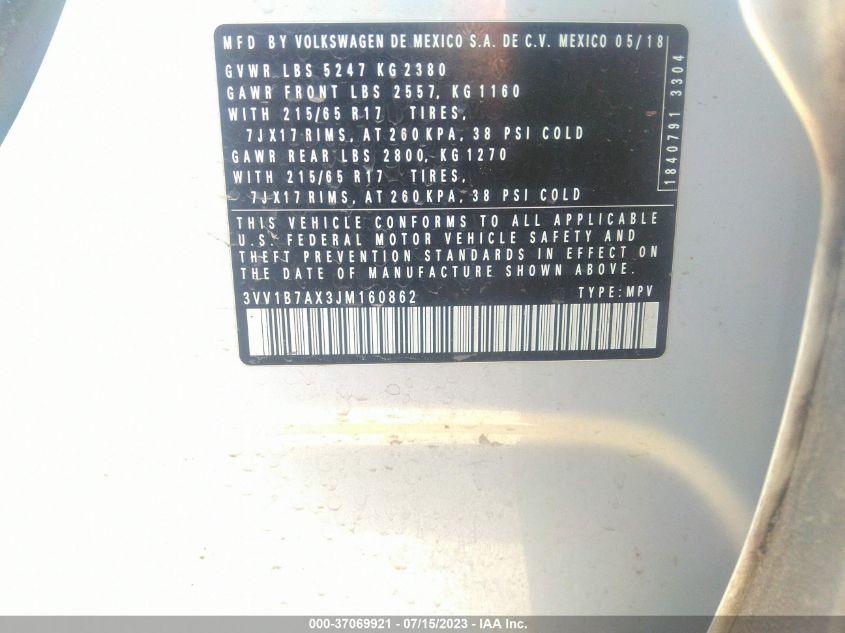 MFD BY VOLKSWAGEN DE MEXICO S.A. DE C.V. MEXICO 05/18
GVWR LBS 5247 KG 2380
GAWR FRONT LBS 2557, KG 1160
WITH 215/65 R17 TIRES,
7JX17 RIMS, AT 260 KPA, 38 PSI COLD
GAWR REAR LBS 2800, KG 1270
WITH 215/65 R17 TIRES,
7JX17 RIMS, AT 260 KPA, 38 PSI COLD
1840791 3304
THIS VEHICLE CONFORMS TO ALL APPLICABLE
U.S. FEDERAL MOTOR VEHICLE SAFETY AND
THEFT PREVENTION STANDARDS IN EFFECT ON
THE DATE OF MANUFACTURE SHOWN ABOVE.
3VV1B7AX3JM160862 TYPE: MPV
000-37069921 - 07/15/2023 - IAA Inc.